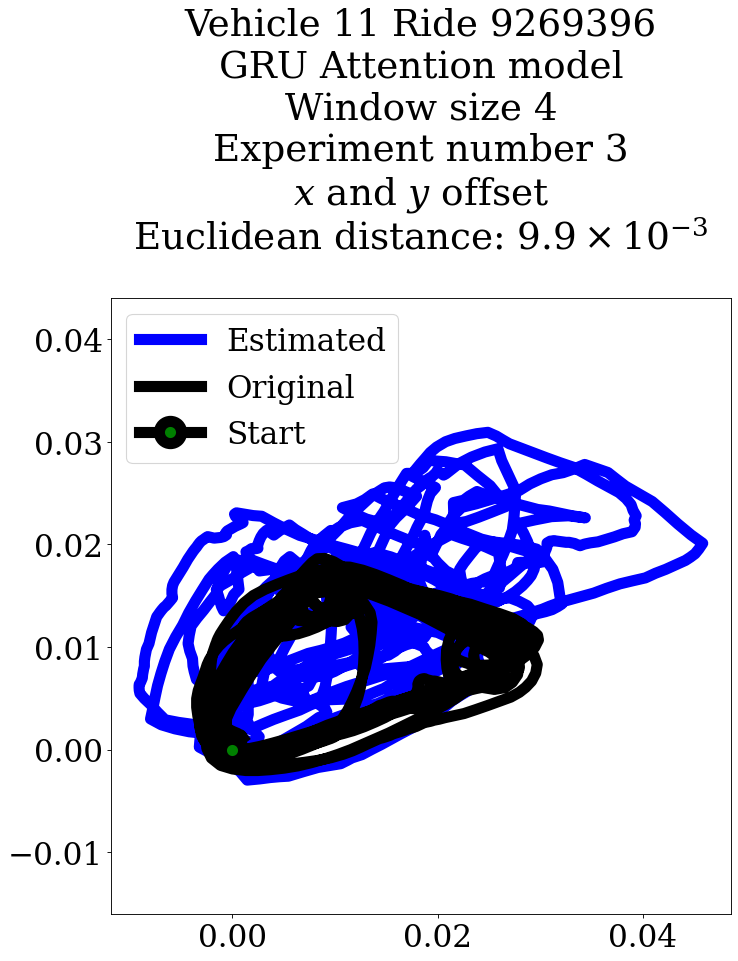 Vehicle 11 Ride 9269396
GRU Attention model
Window size 4
Experiment number 3
x and y offset
Euclidean distance: 9.9 × 10⁻³
Estimated
Original
Start
0.04
0.03
0.02
0.01
0.00
−0.01
0.00 0.02 0.04